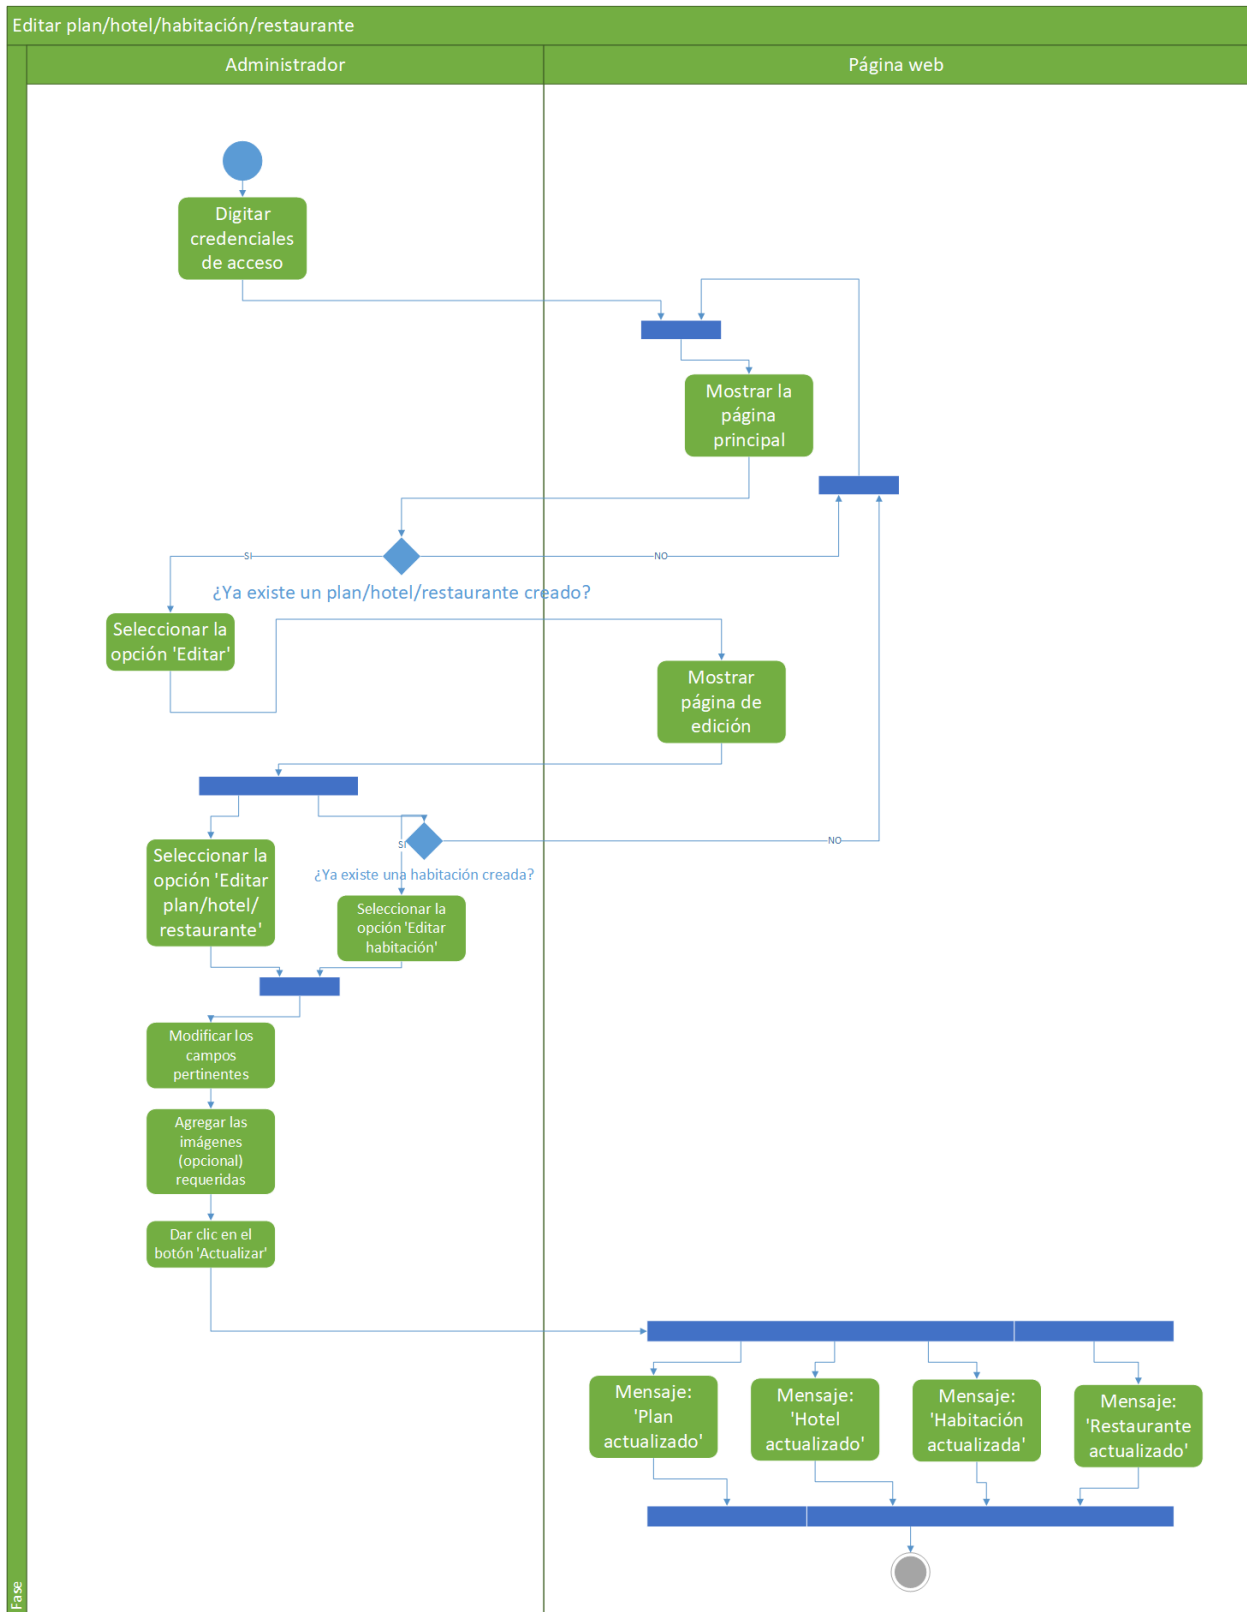 Editar plan/hotel/habitación/restaurante
Administrador
Página web
Digitar
credenciales
de acceso
Mostrar la
página
principal
SI
NO
¿Ya existe un plan/hotel/restaurante creado?
Seleccionar la
opción 'Editar'
Mostrar
página de
edición
Seleccionar la
opción 'Editar
plan/hotel/
restaurante'
SI
NO
¿Ya existe una habitación creada?
Seleccionar la
opción 'Editar
habitación'
Modificar los
campos
pertinentes
Agregar las
imágenes
(opcional)
requeridas
Dar clic en el
botón 'Actualizar'
Mensaje:
'Plan
actualizado'
Mensaje:
'Hotel
actualizado'
Mensaje:
'Habitación
actualizada'
Mensaje:
'Restaurante
actualizado'
Fase